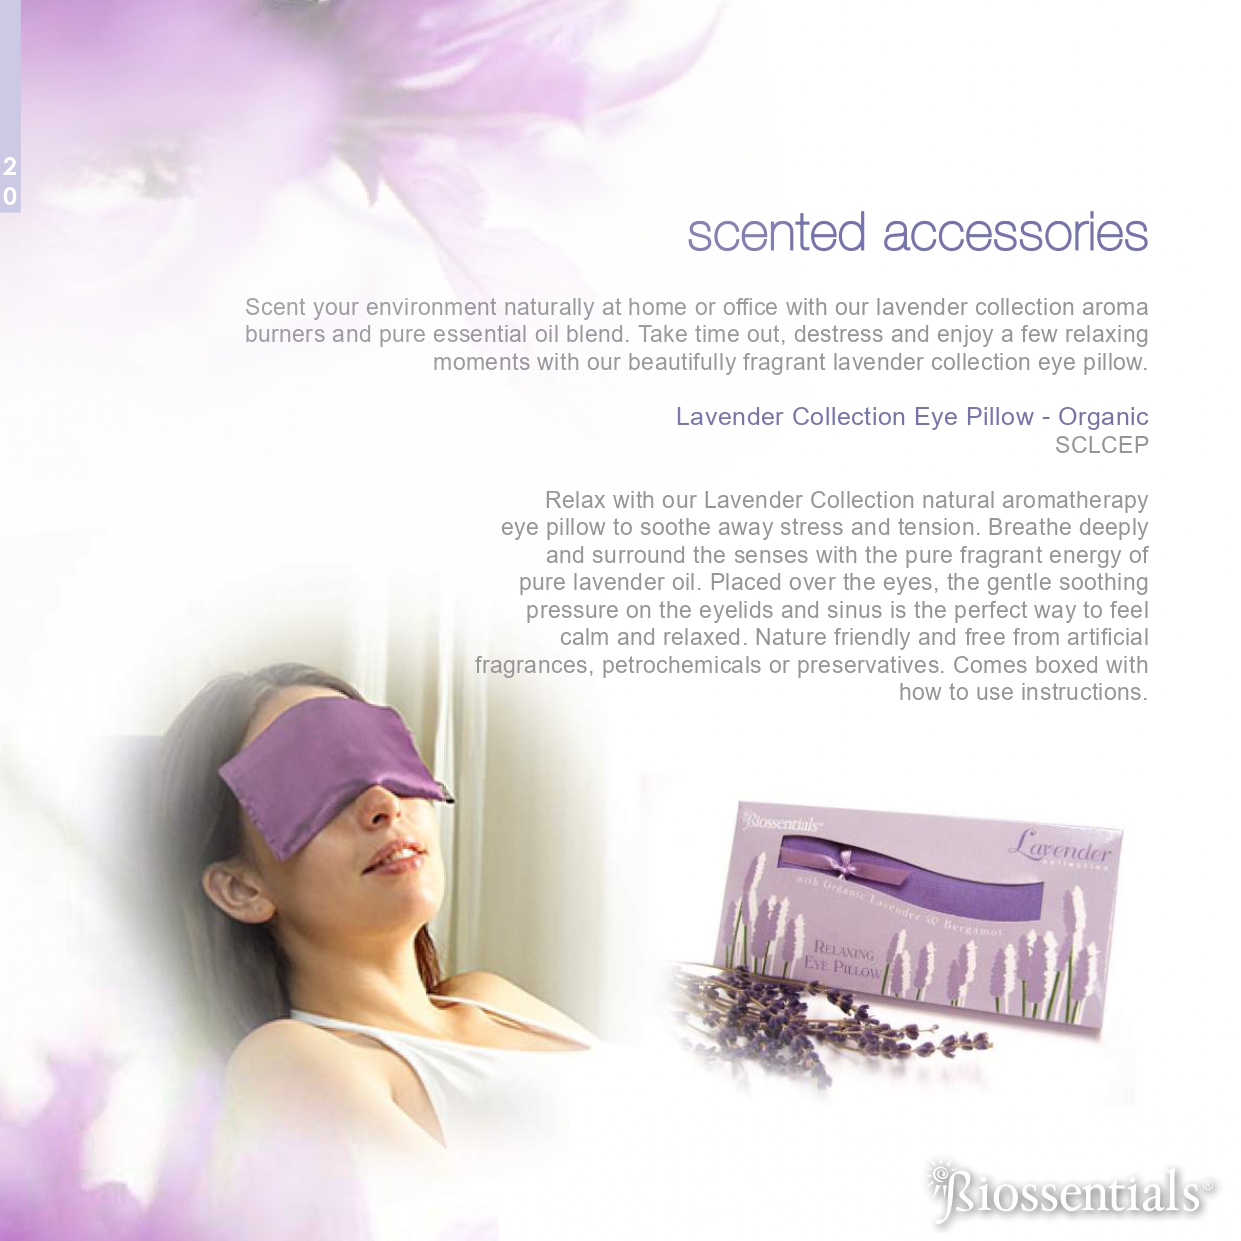 2
0
scented accessories
Scent your environment naturally at home or office with our lavender collection aroma
burners and pure essential oil blend. Take time out, destress and enjoy a few relaxing
moments with our beautifully fragrant lavender collection eye pillow.
Lavender Collection Eye Pillow - Organic
SCLCEP
Relax with our Lavender Collection natural aromatherapy
eye pillow to soothe away stress and tension. Breathe deeply
and surround the senses with the pure fragrant energy of
pure lavender oil. Placed over the eyes, the gentle soothing
pressure on the eyelids and sinus is the perfect way to feel
calm and relaxed. Nature friendly and free from artificial
fragrances, petrochemicals or preservatives. Comes boxed with
how to use instructions.
Biossentials™
Lavender
collection
with Organic Lavender & Bergamot
RELAXING
EYE PILLOW
Biossentials®